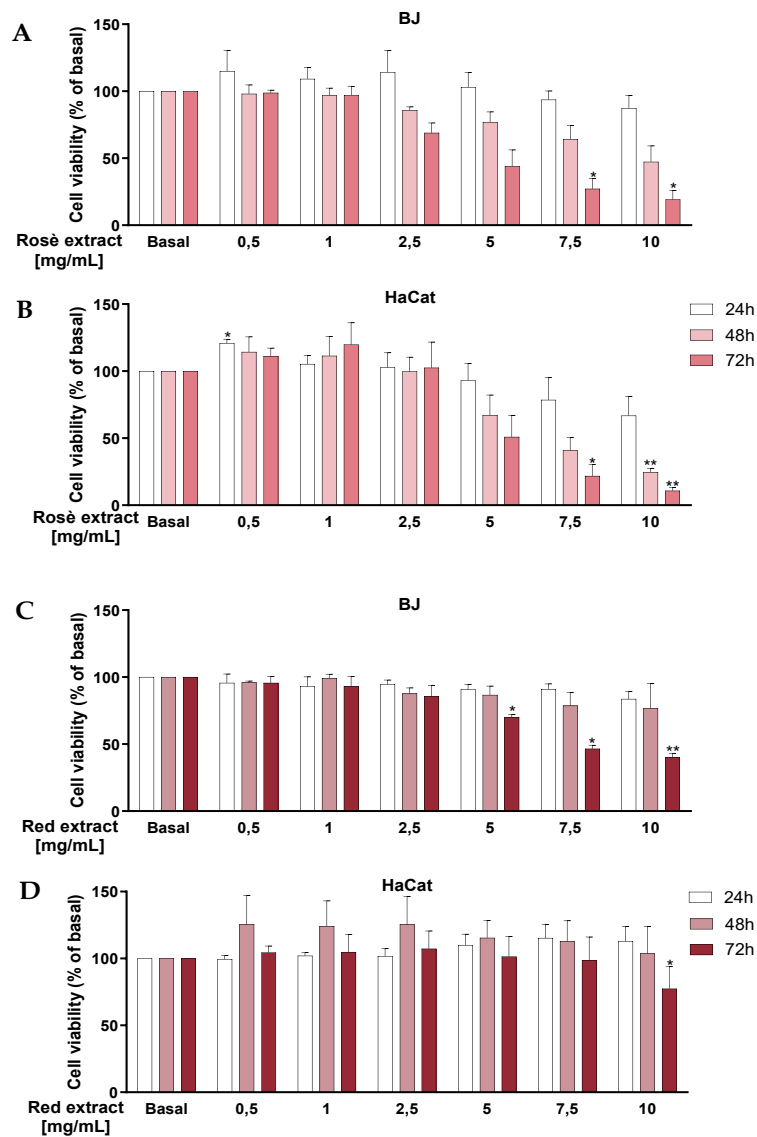 A
BJ
Cell viability (% of basal)
150
100
50
0
Rosè extract
[mg/mL]
Basal 0,5 1 2,5 5 7,5 10
* *
B
HaCat
Cell viability (% of basal)
150
100
50
0
Rosè extract
[mg/mL]
Basal 0,5 1 2,5 5 7,5 10
* * ** **
24h
48h
72h
C
BJ
Cell viability (% of basal)
150
100
50
0
Red extract
[mg/mL]
Basal 0,5 1 2,5 5 7,5 10
* * **
D
HaCat
Cell viability (% of basal)
150
100
50
0
Red extract
[mg/mL]
Basal 0,5 1 2,5 5 7,5 10
*
24h
48h
72h